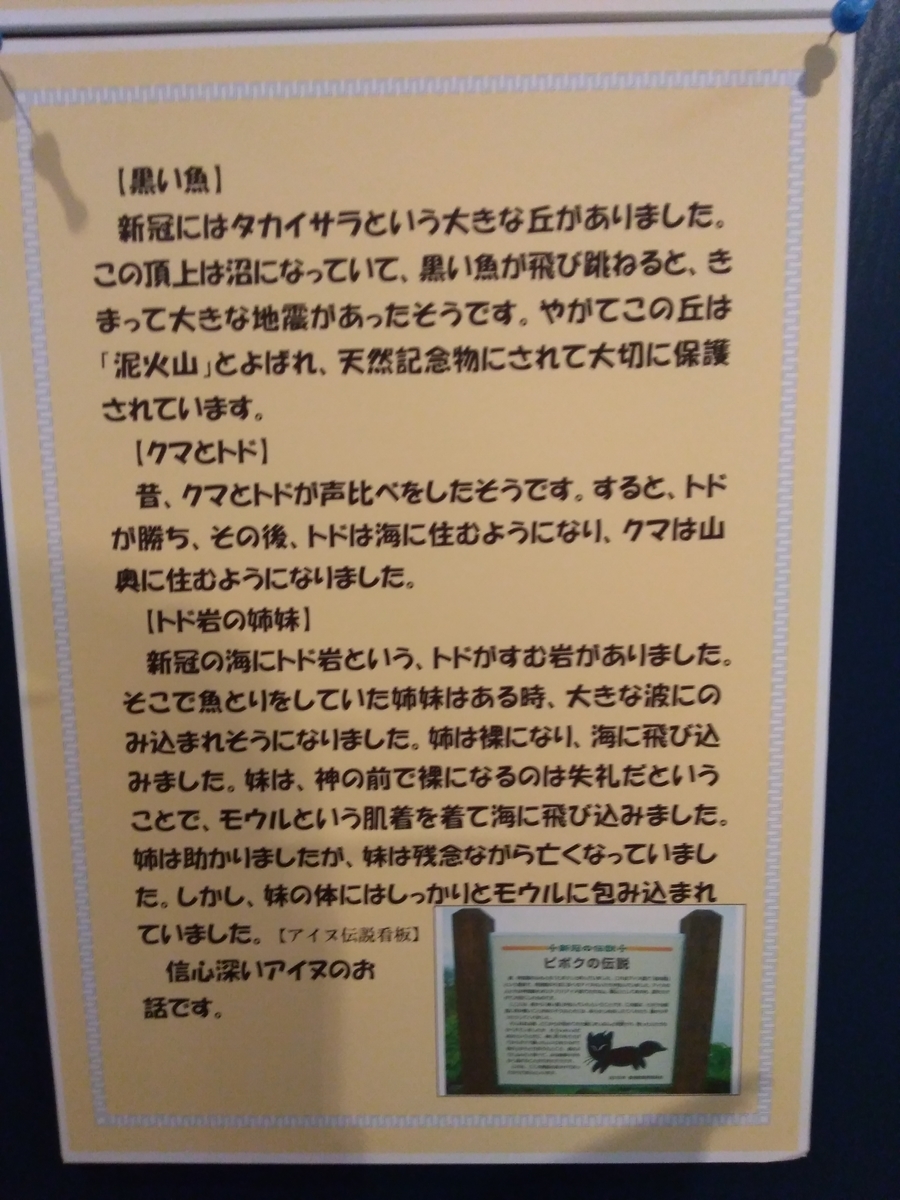 【黒い魚】
新冠にはタカイサラという大きな丘がありました。
この頂上は沼になっていて、黒い魚が飛び跳ねると、き
まって大きな地震があったそうです。やがてこの丘は
「泥火山」とよばれ、天然記念物にされて大切に保護
されています。
【クマとトド】
昔、クマとトドが声比べをしたそうです。すると、トド
が勝ち、その後、トドは海に住むようになり、クマは山
奥に住むようになりました。
【トド岩の姉妹】
新冠の海にトド岩という、トドがすむ岩がありました。
そこで魚とりをしていた姉妹はある時、大きな波にの
み込まれそうになりました。姉は裸になり、海に飛び込
みました。妹は、神の前で裸になるのは失礼だという
ことで、モウルという肌着を着て海に飛び込みました。
姉は助かりましたが、妹は残念ながら亡くなっていまし
た。しかし、妹の体にはしっかりとモウルに包み込まれ
ていました。【アイヌ伝説看板】
信心深いアイヌのお
話です。
新冠の伝説
ピポクの伝説